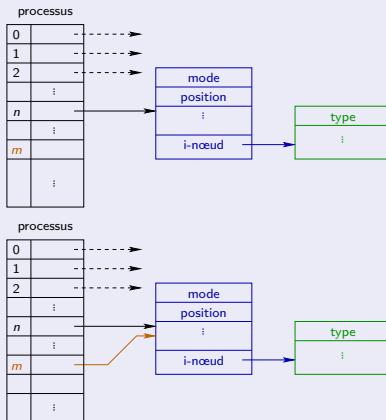 processus
0
1
2
⋮
n
⋮
m
⋮
mode
position
⋮
i-nœud
type
⋮
processus
0
1
2
⋮
n
⋮
m
⋮
mode
position
⋮
i-nœud
type
⋮